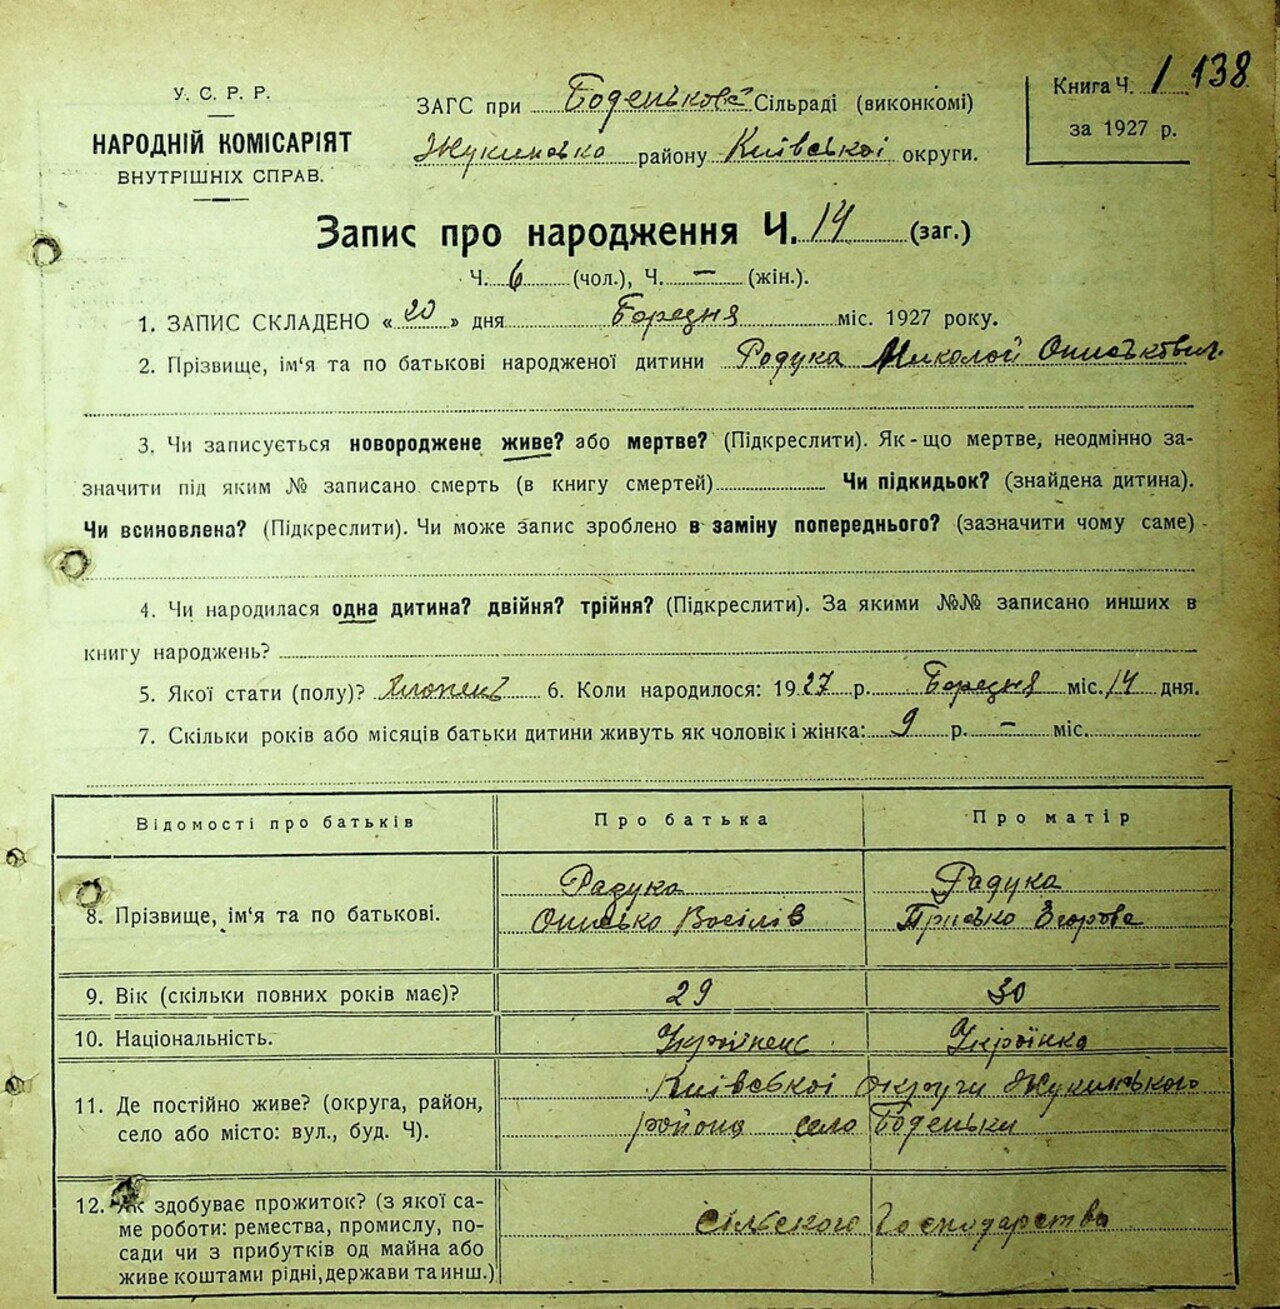 У. С. Р. Р.
НАРОДНІЙ КОМІСАРІЯТ
ВНУТРІШНІХ СПРАВ.
ЗАГС при Боденькове Сільраді (виконкомі)
Жукинсько району Київської округи.
Книга Ч. 1 138
за 1927 р.
Запис про народження Ч. 14 (заг.)
Ч. 6 (чол.), Ч. — (жін.).
1. ЗАПИС СКЛАДЕНО « 20 » дня Березня міс. 1927 року.
2. Прізвище, ім'я та по батькові народженої дитини Радука Миколой
3. Чи записується новороджене живе? або мертве? (Підкреслити). Як-що мертве, неодмінно за-
значити під яким № записано смерть (в книгу смертей) Чи підкидьок? (знайдена дитина).
Чи всиновлена? (Підкреслити). Чи може запис зроблено в заміну попереднього? (зазначити чому саме)
4. Чи народилася одна дитина? двійня? трійня? (Підкреслити). За якими №№ записано инших в
книгу народжень?
5. Якої стати (полу)? Хлопець 6. Коли народилося: 1927 р. Березня міс. 14 дня.
7. Скільки років або місяців батьки дитини живуть як чоловік і жінка: 9 р. — міс.
Відомості про батьків Про батька Про матір
Радука Радука
8. Прізвище, ім'я та по батькові. Онисько Василів Присько Єгорова
9. Вік (скільки повних років має)? 29 30
10. Національність. Українець Українка
Київської округи Жукинського
11. Де постійно живе? (округа, район,
село або місто: вул., буд. Ч). района село Боденьки
12. Як здобуває прожиток? (з якої са-
ме роботи: ремества, промислу, по- сільского Господарства
сади чи з прибутків од майна або
живе коштами рідні, держави та инш.)